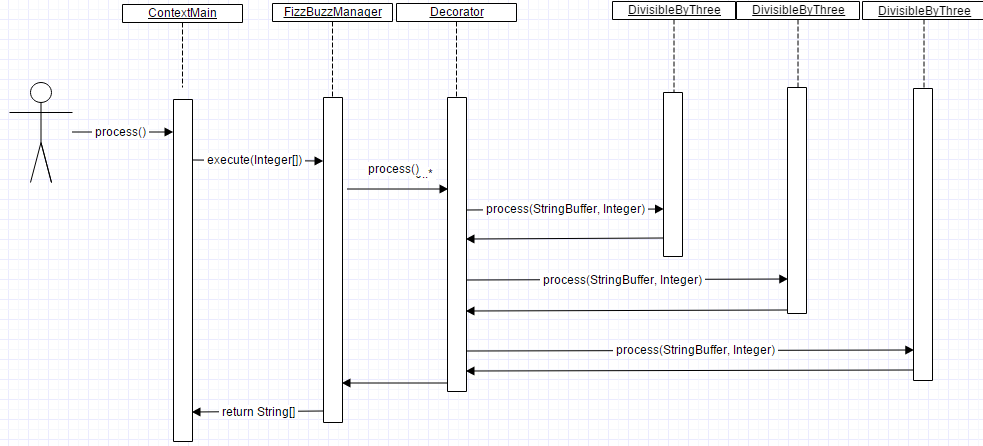 ContextMain
FizzBuzzManager
Decorator
DivisibleByThree
DivisibleByThree
DivisibleByThree
process()
execute(Integer[])
process()
process(StringBuffer, Integer)
process(StringBuffer, Integer)
process(StringBuffer, Integer)
return String[]